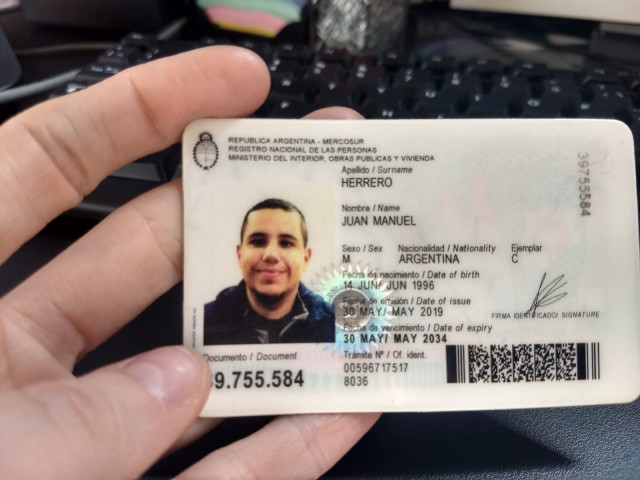 REPUBLICA ARGENTINA - MERCOSUR
REGISTRO NACIONAL DE LAS PERSONAS
MINISTERIO DEL INTERIOR, OBRAS PUBLICAS Y VIVIENDA
Apellido / Surname
HERRERO
Nombre / Name
JUAN MANUEL
Sexo / Sex Nacionalidad / Nationality Ejemplar
M ARGENTINA C
Fecha de nacimiento / Date of birth
14 JUN/ JUN 1996
Fecha de emisión / Date of issue
30 MAY/ MAY 2019
FIRMA IDENTIFICADO/ SIGNATURE
Fecha de vencimiento / Date of expiry
30 MAY/ MAY 2034
Documento / Document
9.755.584
Trámite Nº / Of. ident.
00596717517
8036
39755584